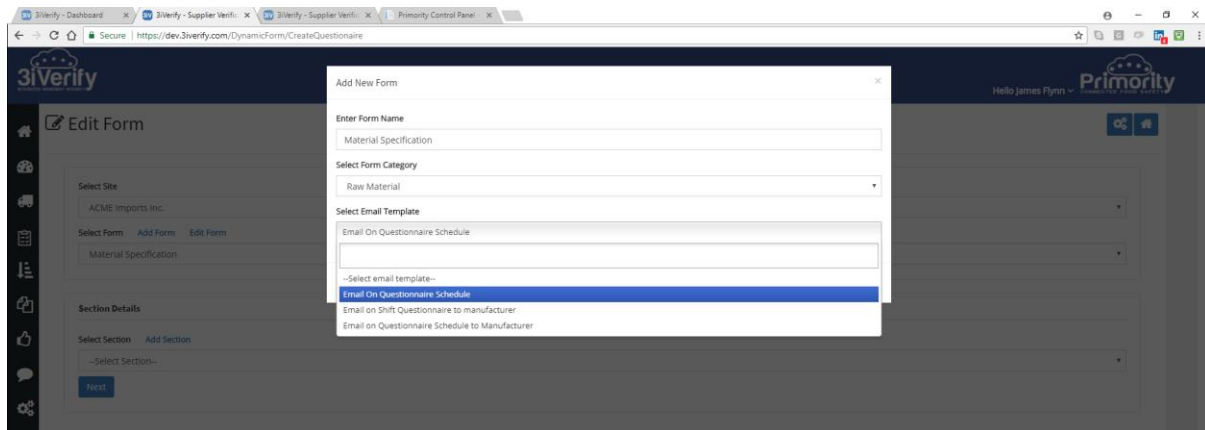 3iVerify - Dashboard
3iVerify - Supplier Verific
3iVerify - Supplier Verific
Primority Control Panel -
Secure | https://dev.3iverify.com/DynamicForm/CreateQuestionaire
3iVerify
Add New Form
Hello James Flynn
Primority
CONNECTED FOOD SAFETY
Edit Form
Enter Form Name
Material Specification
Select Form Category
Raw Material
Select Site
ACME Imports Inc.
Select Email Template
Email On Questionnaire Schedule
Select Form Add Form Edit Form
Material Specification
--Select email template--
Email On Questionnaire Schedule
Email on Shift Questionnaire to manufacturer
Email on Questionnaire Schedule to Manufacturer
Section Details
Select Section Add Section
--Select Section--
Next